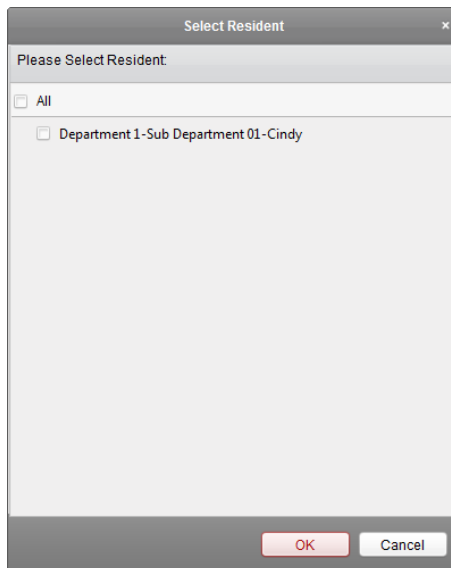 Select Resident ×
Please Select Resident:
All
Department 1-Sub Department 01-Cindy
OK Cancel